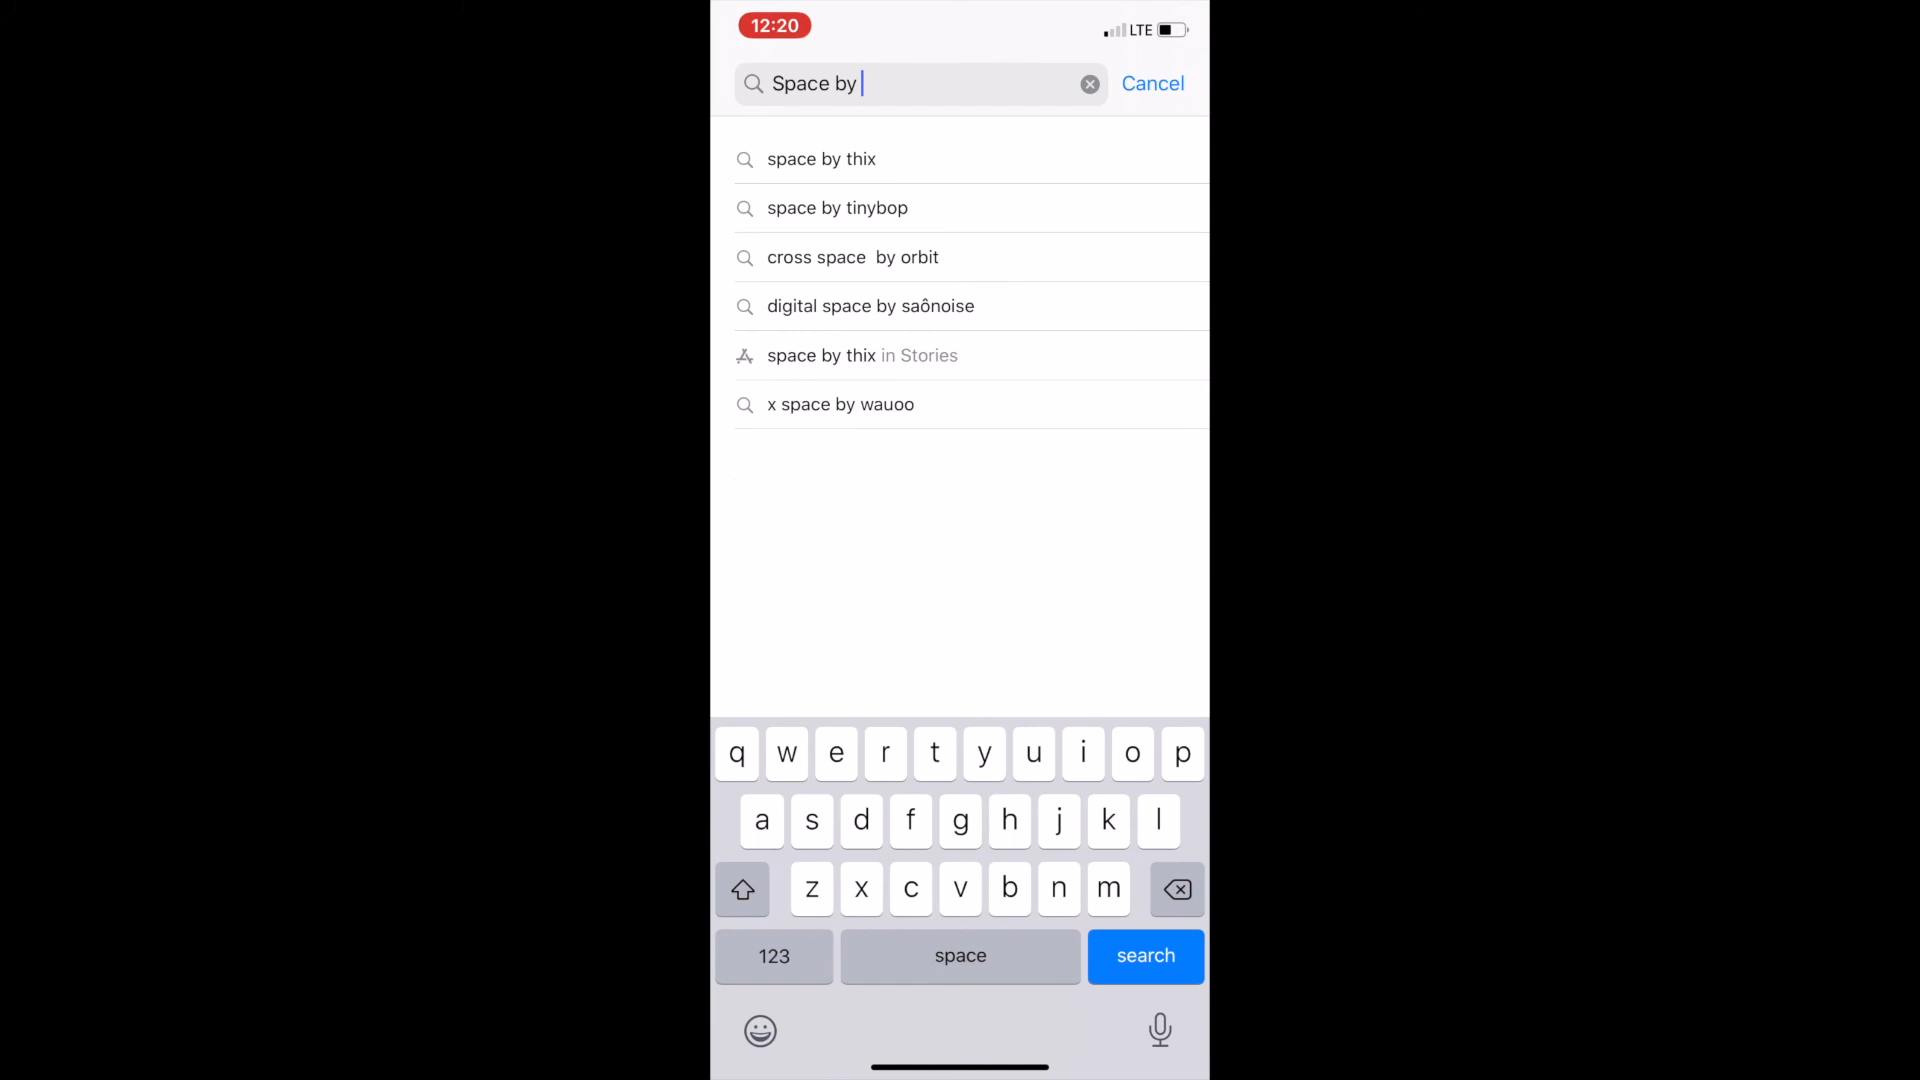 12:20
LTE
Space by
Cancel
space by thix
space by tinybop
cross space  by orbit
digital space by saônoise
space by thix in Stories
x space by wauoo
q w e r t y u i o p
a s d f g h j k l
z x c v b n m
123 space search